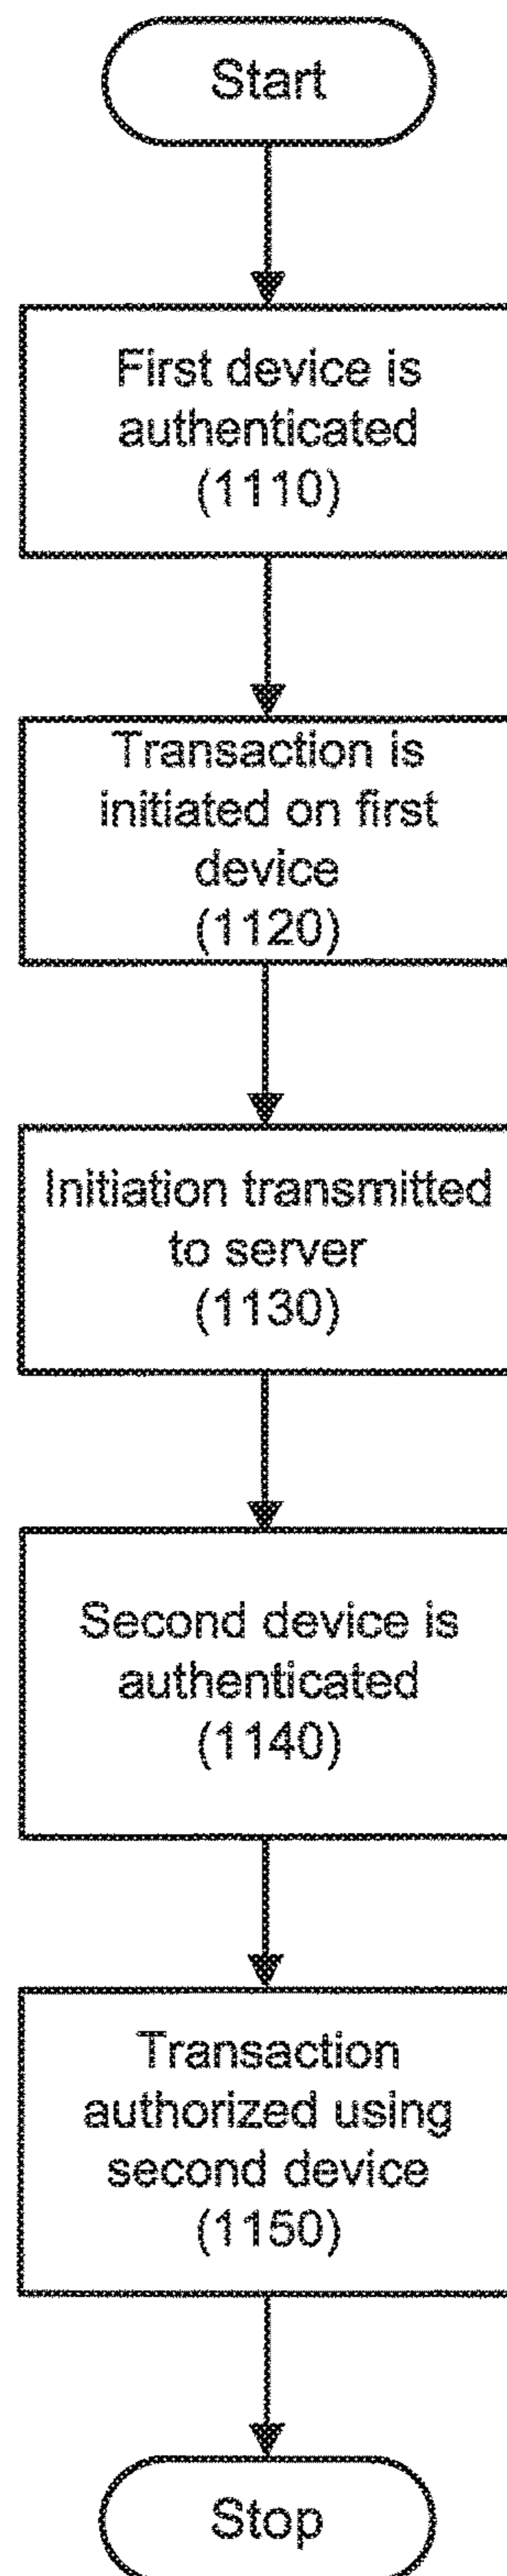 Start
First device is
authenticated
(1110)
Transaction is
initiated on first
device
(1120)
Initiation transmitted
to server
(1130)
Second device is
authenticated
(1140)
Transaction
authorized using
second device
(1150)
Stop